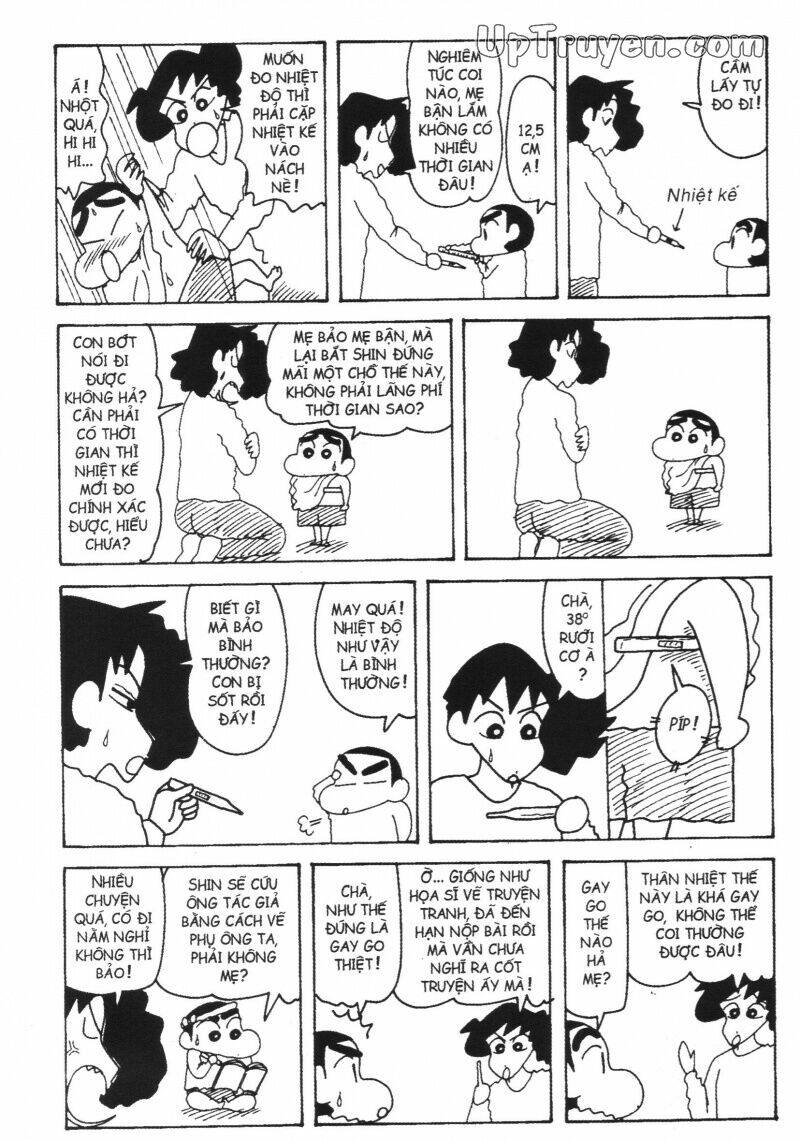 UpTruyen.com
CẦM
LẤY TỰ
ĐO ĐI!
Nhiệt kế
12,5
CM
Ạ!
NGHIÊM
TÚC COI
NÀO, MẸ
BẬN LẮM
KHÔNG CÓ
NHIỀU
THỜI GIAN
ĐÂU!
MUỐN
ĐO NHIỆT
ĐỘ THÌ
PHẢI CẶP
NHIỆT KẾ
VÀO
NÁCH
NÈ!
Á!
NHỘT
QUÁ,
HI HI
HI...
MẸ BẢO MẸ BẬN, MÀ
LẠI BẮT SHIN ĐỨNG
MÃI MỘT CHỖ THẾ NÀY,
KHÔNG PHẢI LÃNG PHÍ
THỜI GIAN SAO?
CON BỚT
NÓI ĐI
ĐƯỢC
KHÔNG HẢ?
CẦN PHẢI
CÓ THỜI
GIAN THÌ
NHIỆT KẾ
MỚI ĐO
CHÍNH XÁC
ĐƯỢC, HIỂU
CHƯA?
PÍP!
CHÀ,
38°
RƯỠI
CƠ À
?
MAY QUÁ!
NHIỆT ĐỘ
NHƯ VẬY
LÀ BÌNH
THƯỜNG!
BIẾT GÌ
MÀ BẢO
BÌNH
THƯỜNG?
CON BỊ
SỐT RỒI
ĐẤY!
THÂN NHIỆT THẾ
NÀY LÀ KHÁ GAY
GO, KHÔNG THỂ
COI THƯỜNG
ĐƯỢC ĐÂU!
GAY
GO
THẾ
NÀO
HẢ
MẸ?
Ờ... GIỐNG NHƯ
HỌA SĨ VẼ TRUYỆN
TRANH, ĐÃ ĐẾN
HẠN NỘP BÀI RỒI
MÀ VẪN CHƯA
NGHĨ RA CỐT
TRUYỆN ẤY MÀ!
CHÀ,
NHƯ THẾ
ĐÚNG LÀ
GAY GO
THIỆT!
SHIN SẼ CỨU
ÔNG TÁC GIẢ
BẰNG CÁCH VẼ
PHỤ ÔNG TA,
PHẢI KHÔNG
MẸ?
NHIỀU
CHUYỆN
QUÁ, CÓ ĐI
NẰM NGHỈ
KHÔNG THÌ
BẢO!